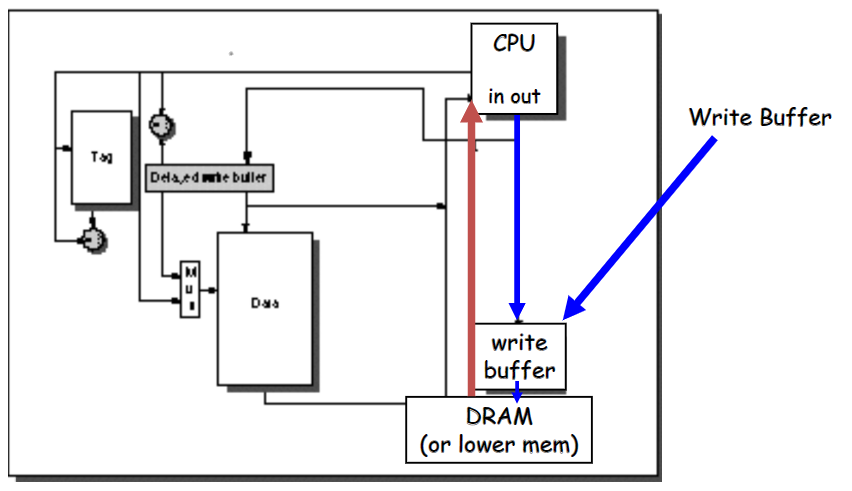 CPU
in out
Write Buffer
Tag
Delayed write buffer
M
u
Data
write
buffer
DRAM
(or lower mem)